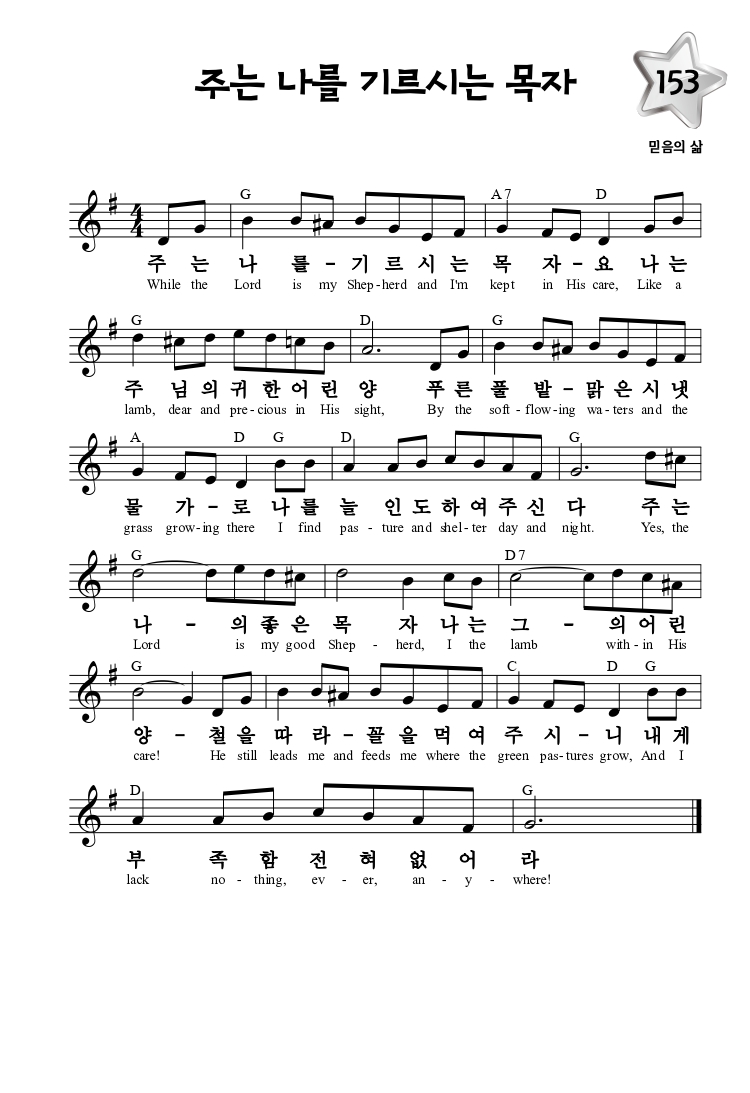 주는 나를 기르시는 목자
153
믿음의 삶
G A 7 D
주 는 나 를 - 기 르 시 는 목 자 - 요 나 는
While the Lord is my Shep - herd and I'm kept in His care, Like a
G D G
주 님 의 귀 한 어 린 양 푸 른 풀 밭 - 맑 은 시 냇
lamb, dear and pre - cious in His sight, By the soft - flow - ing wa - ters and the
A D G D G
물 가 - 로 나 를 늘 인 도 하 여 주 신 다 주 는
grass grow - ing there I find pas - ture and shel - ter day and night. Yes, the
G D 7
나 - 의 좋 은 목 자 나 는 그 - 의 어 린
Lord is my good Shep - herd, I the lamb with - in His
G C D G
양 - 철 을 따 라 - 꼴 을 먹 여 주 시 - 니 내 게
care! He still leads me and feeds me where the green pas - tures grow, And I
D G
부 족 함 전 혀 없 어 라
lack no - thing, ev - er, an - y - where!